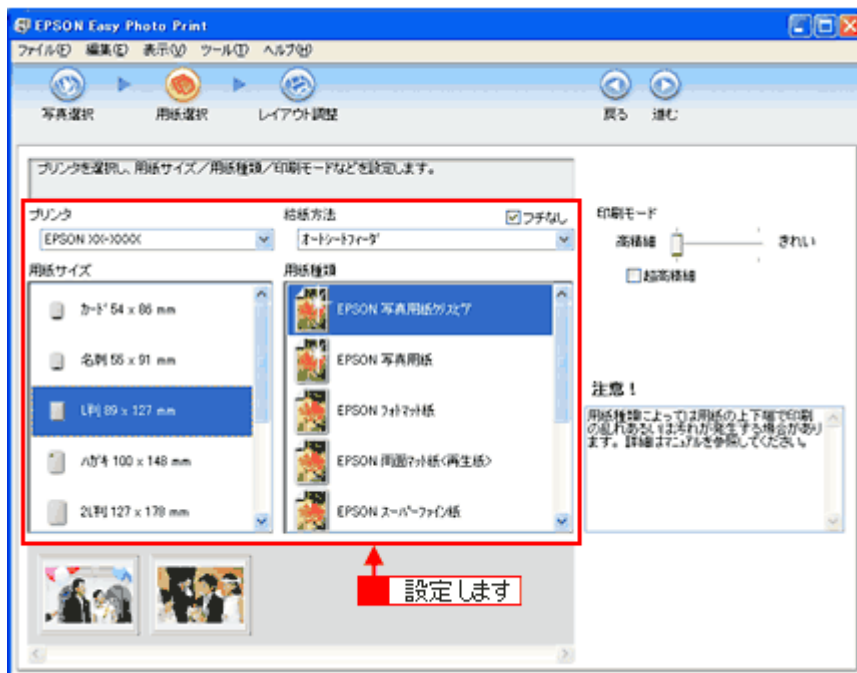 EPSON Easy Photo Print
ファイル(F) 編集(E) 表示(V) ツール(T) ヘルプ(H)
写真選択 用紙選択 レイアウト調整 戻る 進む
プリンタを選択し、用紙サイズ/用紙種類/印刷モードなどを設定します。
プリンタ 給紙方法 フチなし
EPSON XX-XXXX オートシートフィーダ
用紙サイズ 用紙種類
カード 54 x 86 mm
名刺 55 x 91 mm
L判 89 x 127 mm
ハガキ 100 x 148 mm
2L判 127 x 178 mm
EPSON 写真用紙クリスピア
EPSON 写真用紙
EPSON フォトマット紙
EPSON 両面マット紙<再生紙>
EPSON スーパーファイン紙
印刷モード
高精細 きれい
超高精細
注意!
用紙種類によっては用紙の上下端で印刷
の乱れあるいは汚れが発生する場合があり
ます。詳細はマニュアルを参照してください。
設定します